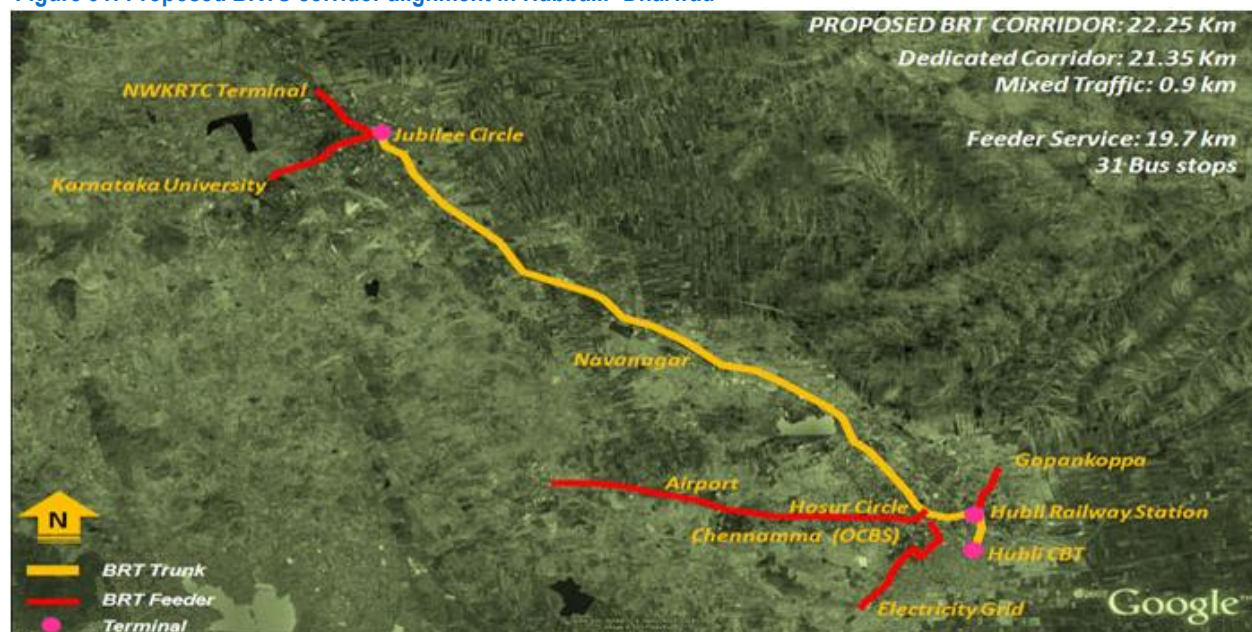 PROPOSED BRT CORRIDOR: 22.25 Km
Dedicated Corridor: 21.35 Km
Mixed Traffic: 0.9 km
Feeder Service: 19.7 km
31 Bus stops
NWKRTC Terminal
Jubilee Circle
Karnataka University
Navanagar
Gopankoppa
Airport
Hosur Circle
Hubli Railway Station
Chennamma (OCBS)
Hubli CBT
Electricity Grid
N
BRT Trunk
BRT Feeder
Terminal
Google